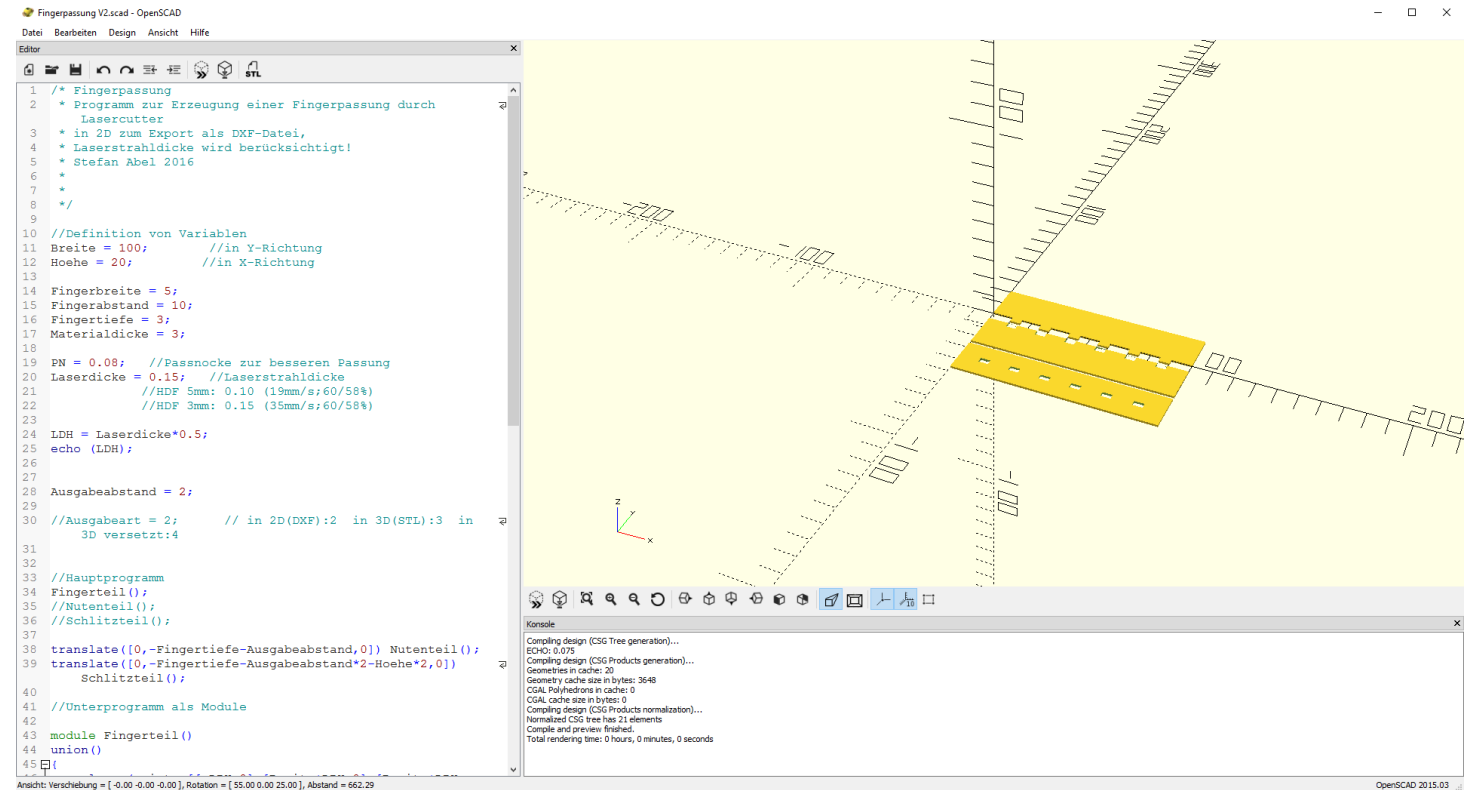 Fingerpassung V2.scad - OpenSCAD
Datei Bearbeiten Design Ansicht Hilfe
Editor
STL
1 /* Fingerpassung
2 * Programm zur Erzeugung einer Fingerpassung durch
Lasercutter
3 * in 2D zum Export als DXF-Datei,
4 * Laserstrahldicke wird berücksichtigt!
5 * Stefan Abel 2016
6 *
7 *
8 */
9
10 //Definition von Variablen
11 Breite = 100; //in Y-Richtung
12 Hoehe = 20; //in X-Richtung
13
14 Fingerbreite = 5;
15 Fingerabstand = 10;
16 Fingertiefe = 3;
17 Materialdicke = 3;
18
19 PN = 0.08; //Passnocke zur besseren Passung
20 Laserdicke = 0.15; //Laserstrahldicke
21 //HDF 5mm: 0.10 (19mm/s;60/58%)
22 //HDF 3mm: 0.15 (35mm/s;60/58%)
23
24 LDH = Laserdicke*0.5;
25 echo (LDH);
26
27
28 Ausgabeabstand = 2;
29
30 //Ausgabeart = 2; // in 2D(DXF):2 in 3D(STL):3 in
3D versetzt:4
31
32
33 //Hauptprogramm
34 Fingerteil();
35 //Nutenteil();
36 //Schlitzteil();
37
38 translate([0,-Fingertiefe-Ausgabeabstand,0]) Nutenteil();
39 translate([0,-Fingertiefe-Ausgabeabstand*2-Hoehe*2,0])
Schlitzteil();
40
41 //Unterprogramm als Module
42
43 module Fingerteil()
44 union()
45 {
-200
-100
100
200
100
-100
100
-100
z
y
x
10
Konsole
Compiling design (CSG Tree generation)...
ECHO: 0.075
Compiling design (CSG Products generation)...
Geometries in cache: 20
Geometry cache size in bytes: 3648
CGAL Polyhedrons in cache: 0
CGAL cache size in bytes: 0
Compiling design (CSG Products normalization)...
Normalized CSG tree has 21 elements
Compile and preview finished.
Total rendering time: 0 hours, 0 minutes, 0 seconds
Ansicht: Verschiebung = [ -0.00 -0.00 -0.00 ], Rotation = [ 55.00 0.00 25.00 ], Abstand = 662.29
OpenSCAD 2015.03